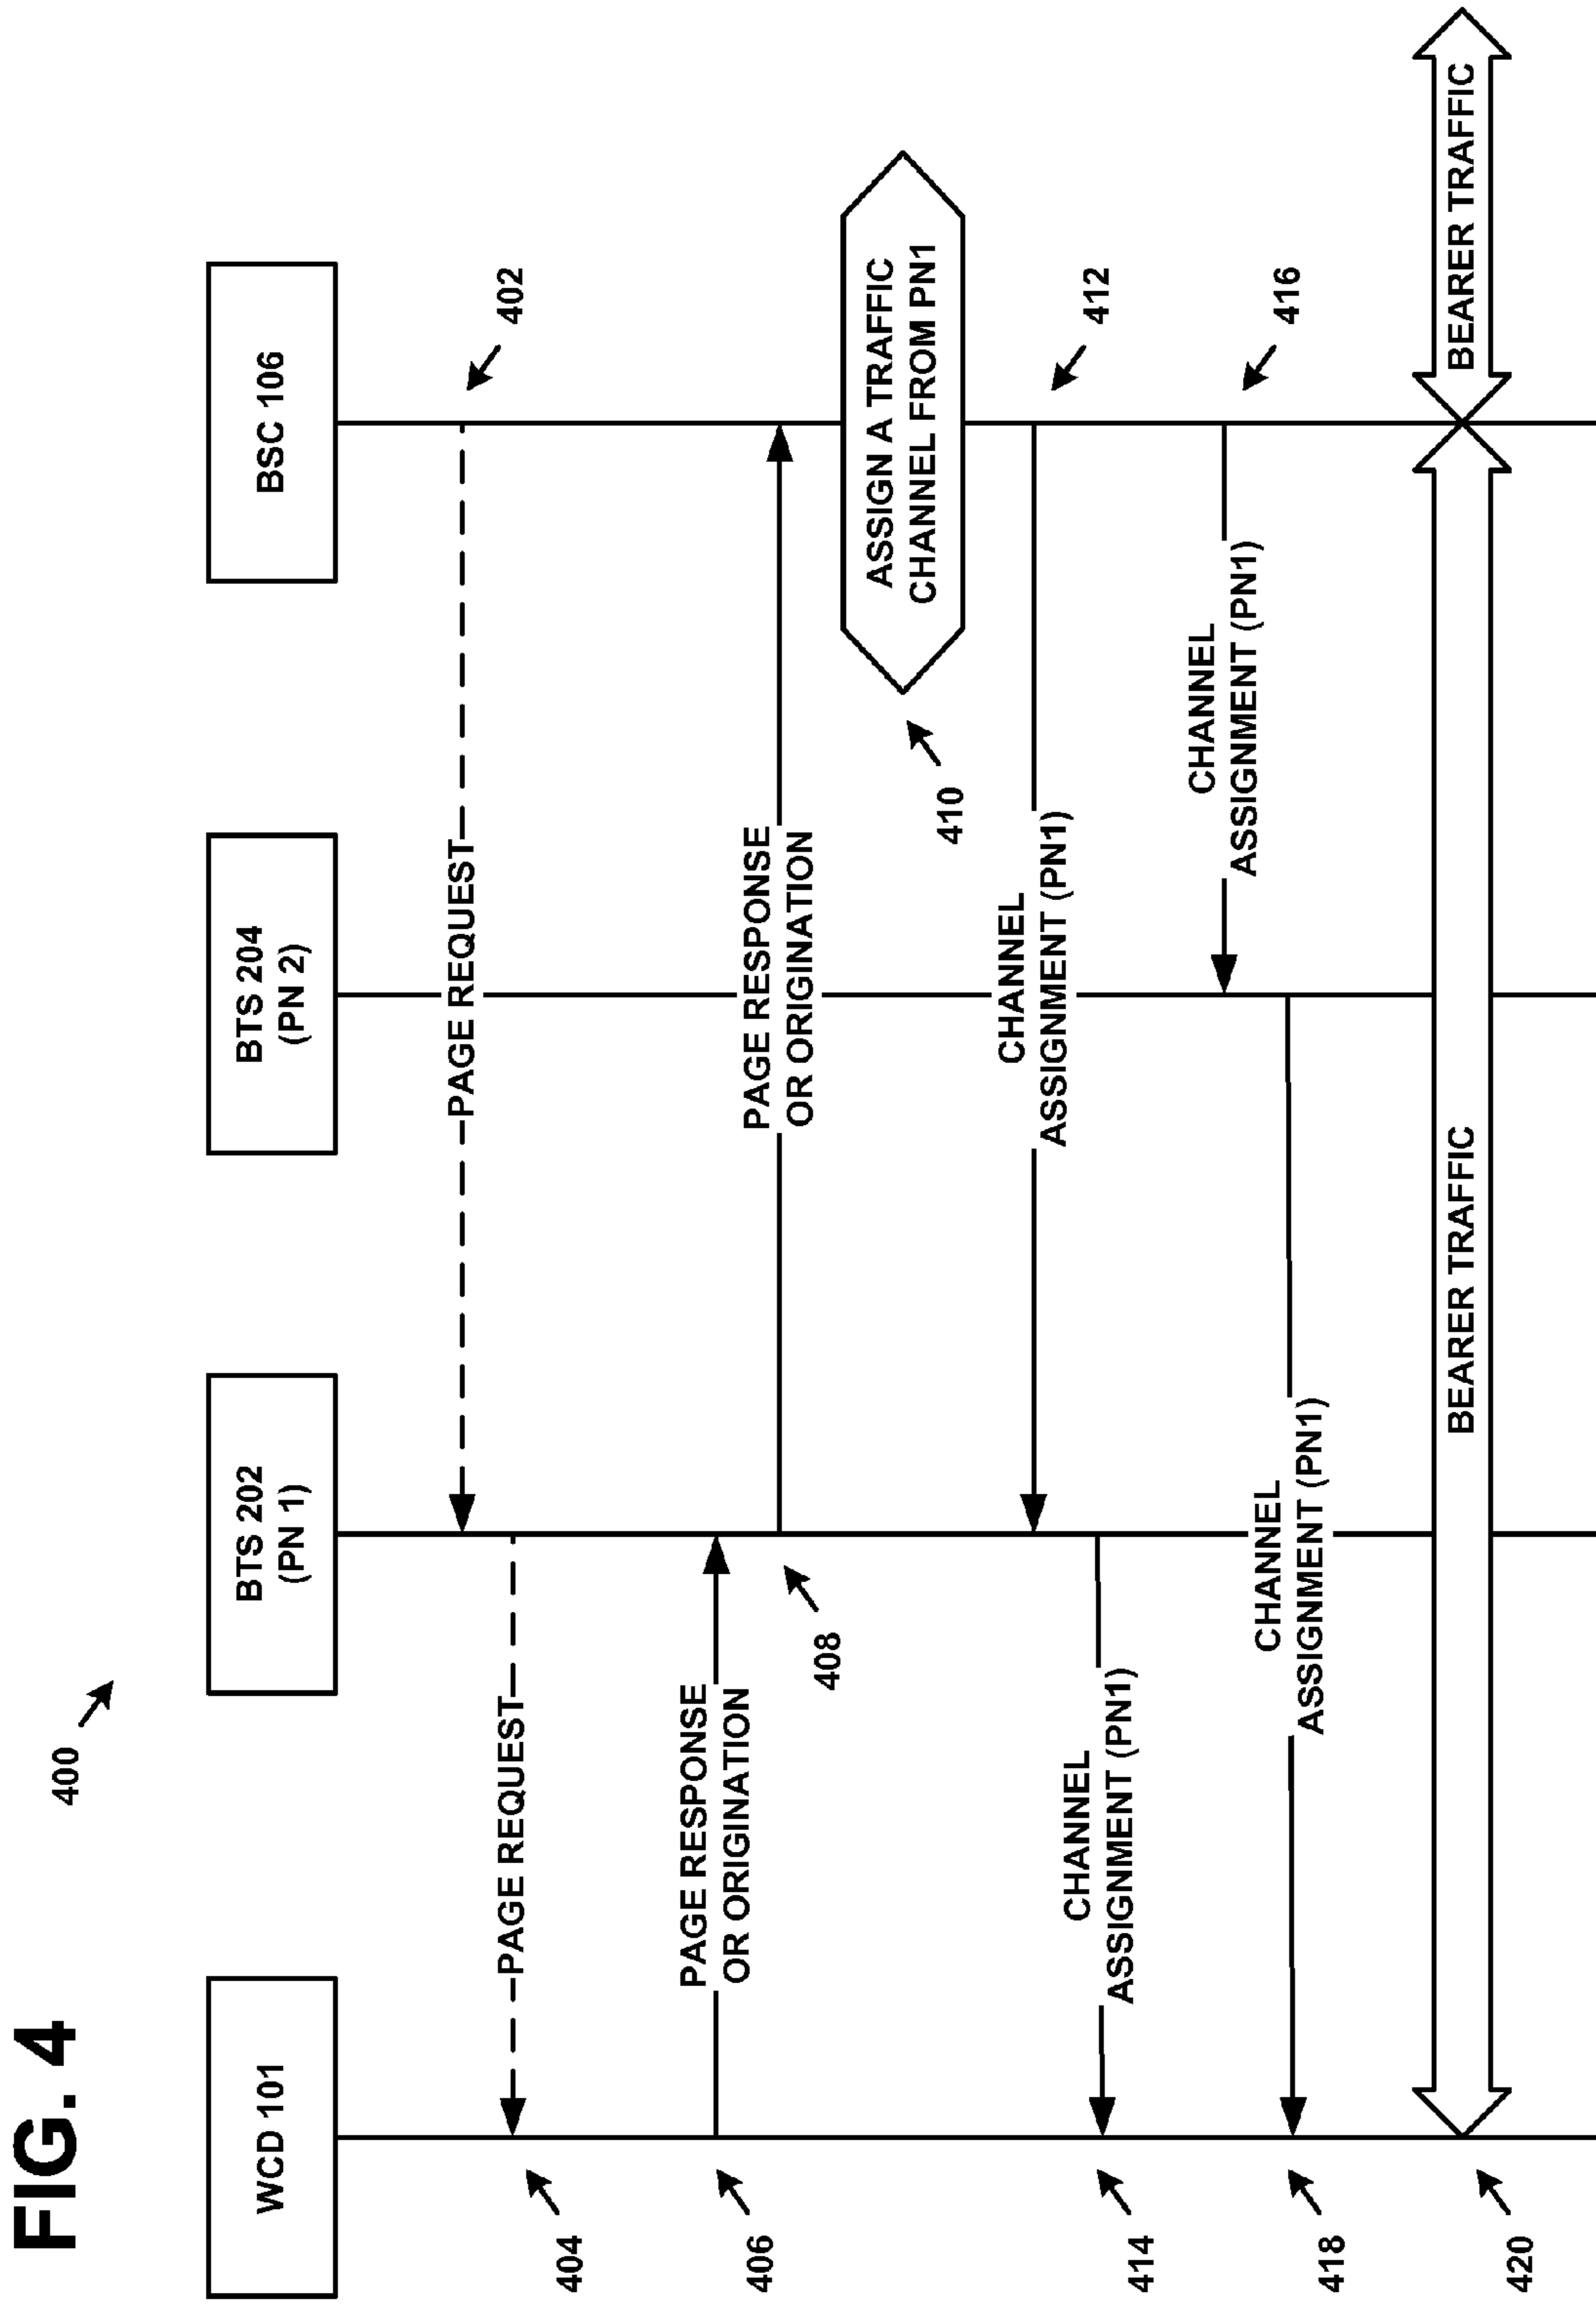 FIG. 4
400
WCD 101
BTS 202
(PN 1)
BTS 204
(PN 2)
BSC 106
PAGE REQUEST
402
PAGE REQUEST
404
PAGE RESPONSE
OR ORIGINATION
406
PAGE RESPONSE
OR ORIGINATION
408
ASSIGN A TRAFFIC
CHANNEL FROM PN1
410
CHANNEL
ASSIGNMENT (PN1)
412
CHANNEL
ASSIGNMENT (PN1)
414
CHANNEL
ASSIGNMENT (PN1)
416
CHANNEL
ASSIGNMENT (PN1)
418
BEARER TRAFFIC
BEARER TRAFFIC
420